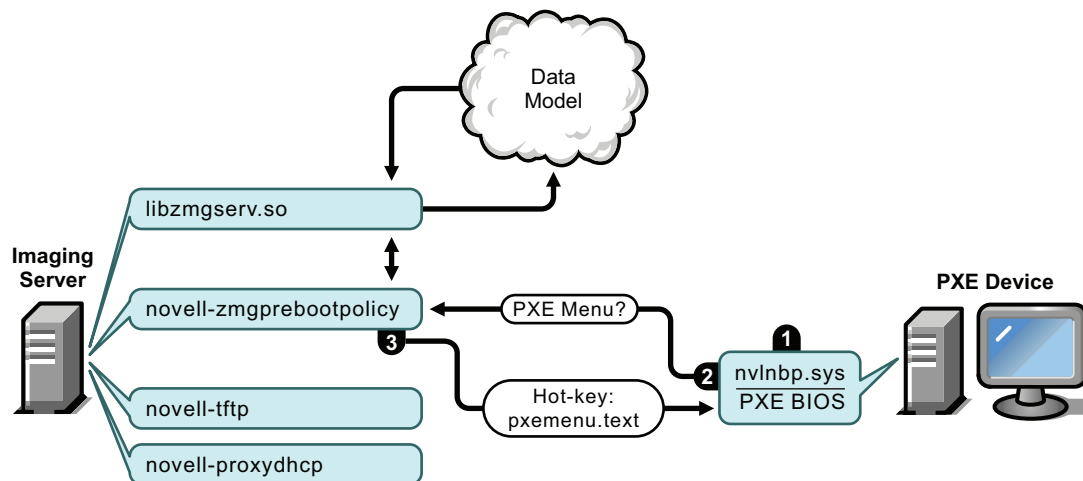 Data
Model
libzmgserv.so
Imaging
Server
novell-zmgprebootpolicy
PXE Menu?
PXE Device
3
1
2
nvlnbp.sys
PXE BIOS
Hot-key:
pxemenu.text
novell-tftp
novell-proxydhcp